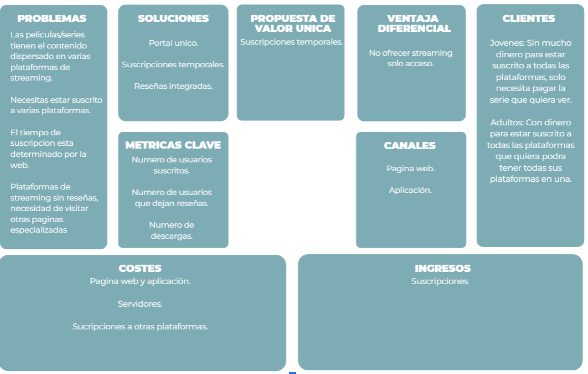 PROBLEMAS
Las peliculas/series
tienen el contenido
dispersado en varias
plataformas de
streaming.
Necesitas estar suscrito
a varias plataformas.
El tiempo de
suscripcion esta
determinado por la
web.
Plataformas de
streaming sin reseñas,
necesidad de visitar
otras paginas
especializadas
SOLUCIONES
Portal unico.
Suscripciones temporales.
Reseñas integradas.
METRICAS CLAVE
Numero de usuarios
suscritos.
Numero de usuarios
que dejan reseñas.
Numero de
descargas.
PROPUESTA DE
VALOR UNICA
Suscripciones temporales.
VENTAJA
DIFERENCIAL
No ofrecer streaming
solo acceso.
CANALES
Pagina web.
Aplicación.
CLIENTES
Jovenes: Sin mucho
dinero para estar
suscrito a todas las
plataformas, solo
necesita pagar la
serie que quiera ver.
Adultos: Con dinero
para estar suscrito a
todas las plataformas
que quiera podra
tener todas sus
plataformas en una.
COSTES
Pagina web y aplicación.
Servidores.
Sucripciones a otras plataformas.
INGRESOS
Suscripciones